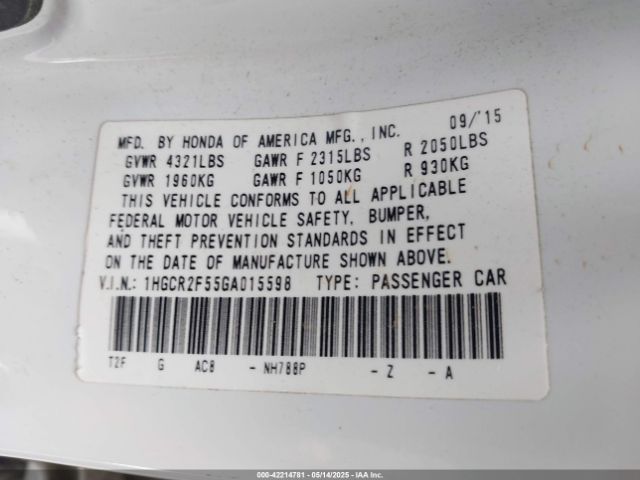 MFD. BY HONDA OF AMERICA MFG., INC. 09/'15
GVWR 4321LBS GAWR F 2315LBS R 2050LBS
GVWR 1960KG GAWR F 1050KG R 930KG
THIS VEHICLE CONFORMS TO ALL APPLICABLE
FEDERAL MOTOR VEHICLE SAFETY, BUMPER,
AND THEFT PREVENTION STANDARDS IN EFFECT
ON THE DATE OF MANUFACTURE SHOWN ABOVE.
V.I.N.: 1HGCR2F55GA015598 TYPE: PASSENGER CAR
T2F G AC8 - NH788P - Z - A
000-42214781 - 05/14/2025 - IAAI.COM